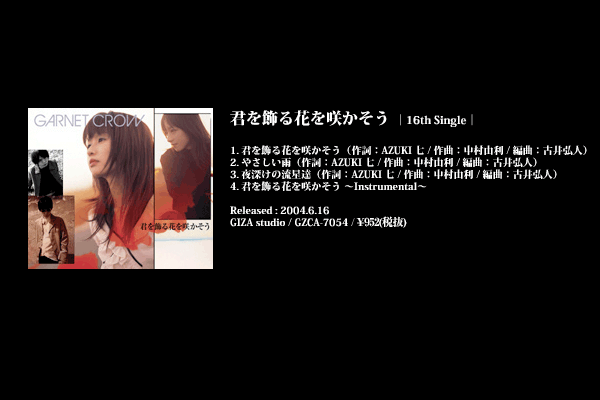 GARNET CROW
君を飾る花を咲かそう
君を飾る花を咲かそう ｜16th Single｜
1. 君を飾る花を咲かそう（作詞：AZUKI 七 / 作曲：中村由利 / 編曲：古井弘人）
2. やさしい雨（作詞：AZUKI 七 / 作曲：中村由利 / 編曲：古井弘人）
3. 夜深けの流星達（作詞：AZUKI 七 / 作曲：中村由利 / 編曲：古井弘人）
4. 君を飾る花を咲かそう 〜Instrumental〜
Released : 2004.6.16
GIZA studio / GZCA-7054 / ¥952(税抜)